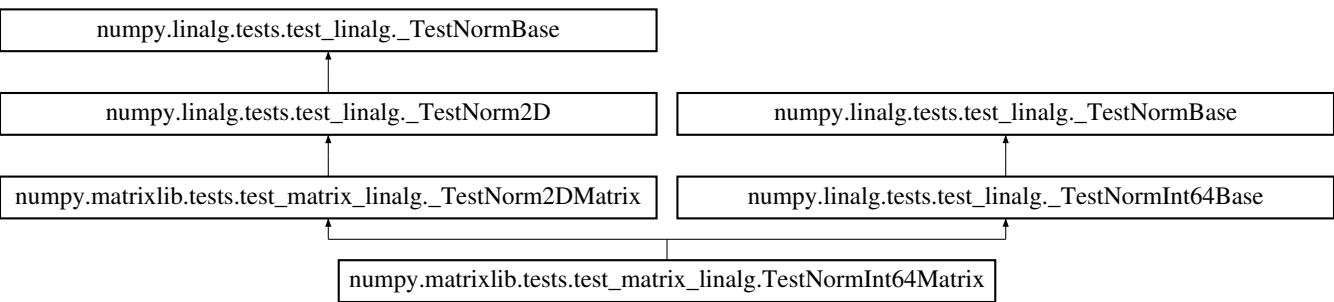 numpy.linalg.tests.test_linalg._TestNormBase
numpy.linalg.tests.test_linalg._TestNorm2D
numpy.linalg.tests.test_linalg._TestNormBase
numpy.matrixlib.tests.test_matrix_linalg._TestNorm2DMatrix
numpy.linalg.tests.test_linalg._TestNormInt64Base
numpy.matrixlib.tests.test_matrix_linalg.TestNormInt64Matrix